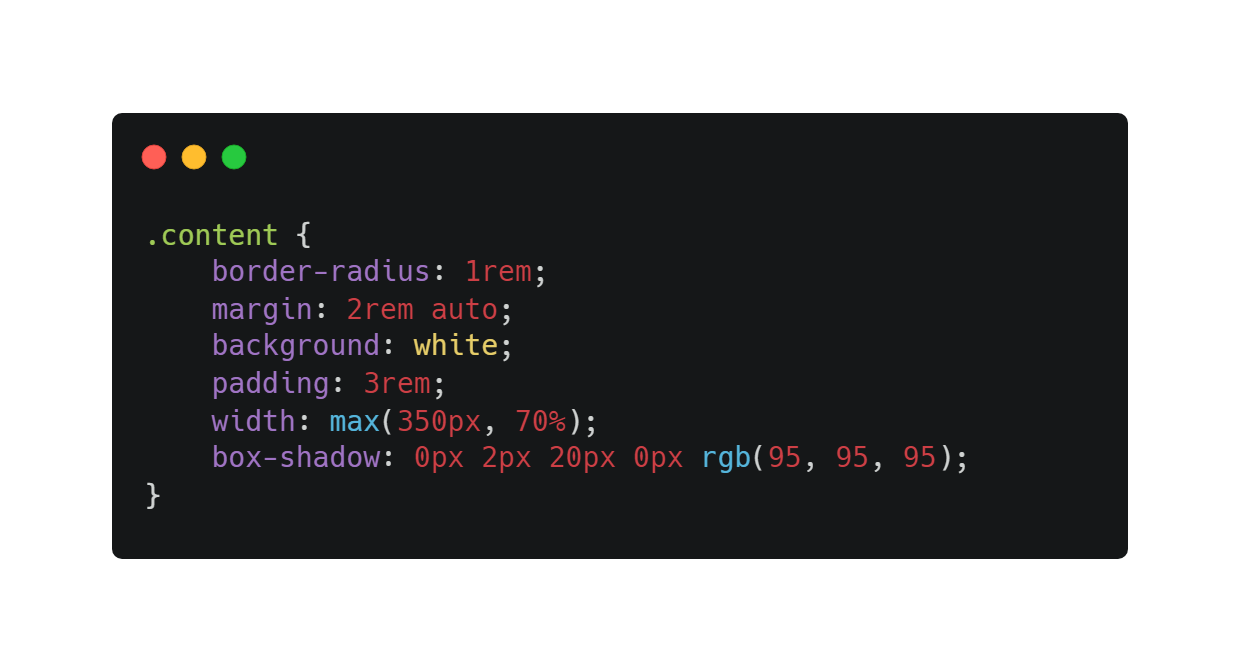 .content {
    border-radius: 1rem;
    margin: 2rem auto;
    background: white;
    padding: 3rem;
    width: max(350px, 70%);
    box-shadow: 0px 2px 20px 0px rgb(95, 95, 95);
}